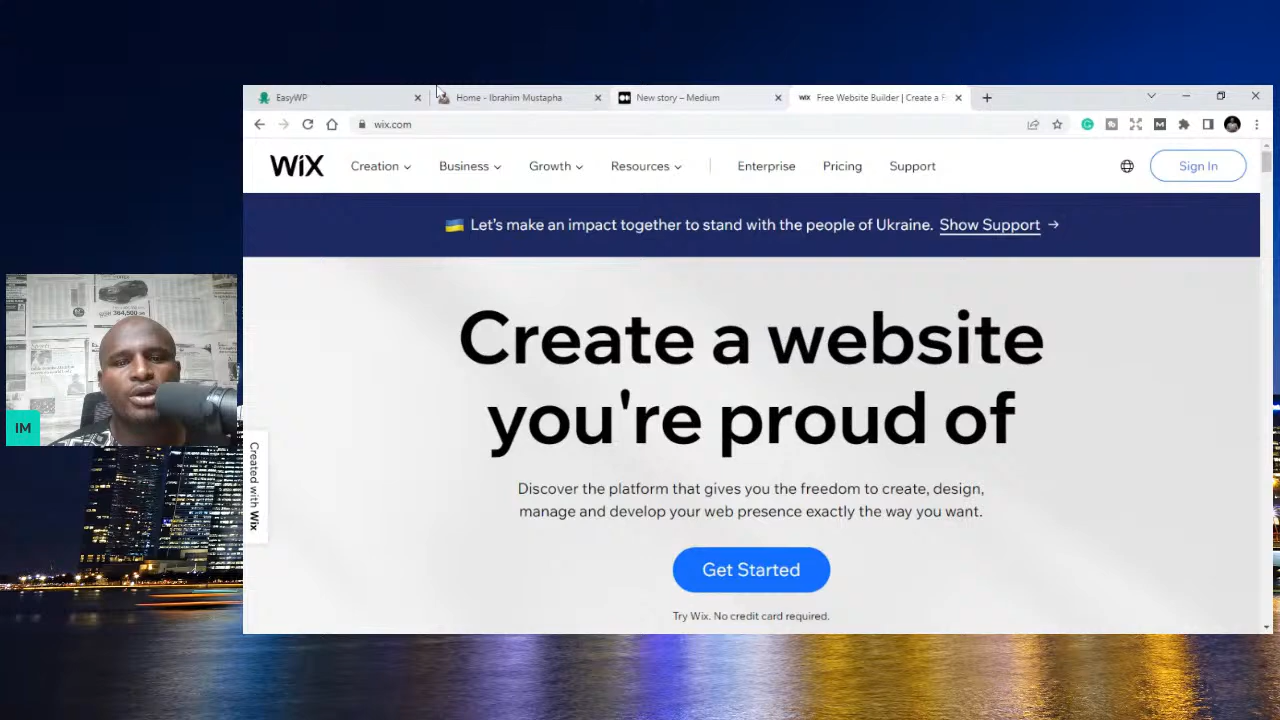 EasyWP
Home - Ibrahim Mustapha
New story – Medium
WiX Free Website Builder | Create a F
wix.com
WiX
Creation
Business
Growth
Resources
Enterprise
Pricing
Support
Sign In
Let's make an impact together to stand with the people of Ukraine. Show Support →
Create a website
you're proud of
Discover the platform that gives you the freedom to create, design,
manage and develop your web presence exactly the way you want.
Get Started
Try Wix. No credit card required.
Created with Wix
IM